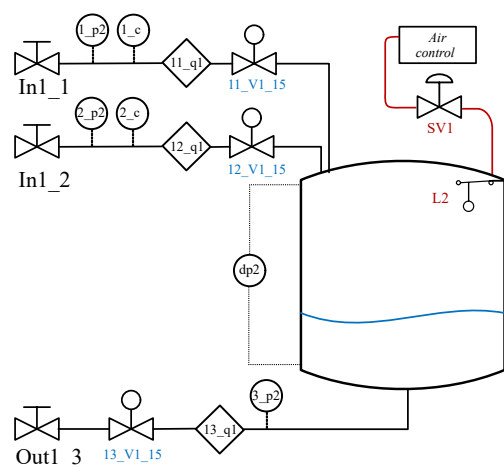 1_p2
1_c
Air
control
11_q1
In1_1
11_V1_15
SV1
2_p2
2_c
12_q1
In1_2
12_V1_15
L2
dp2
3_p2
13_q1
Out1_3
13_V1_15